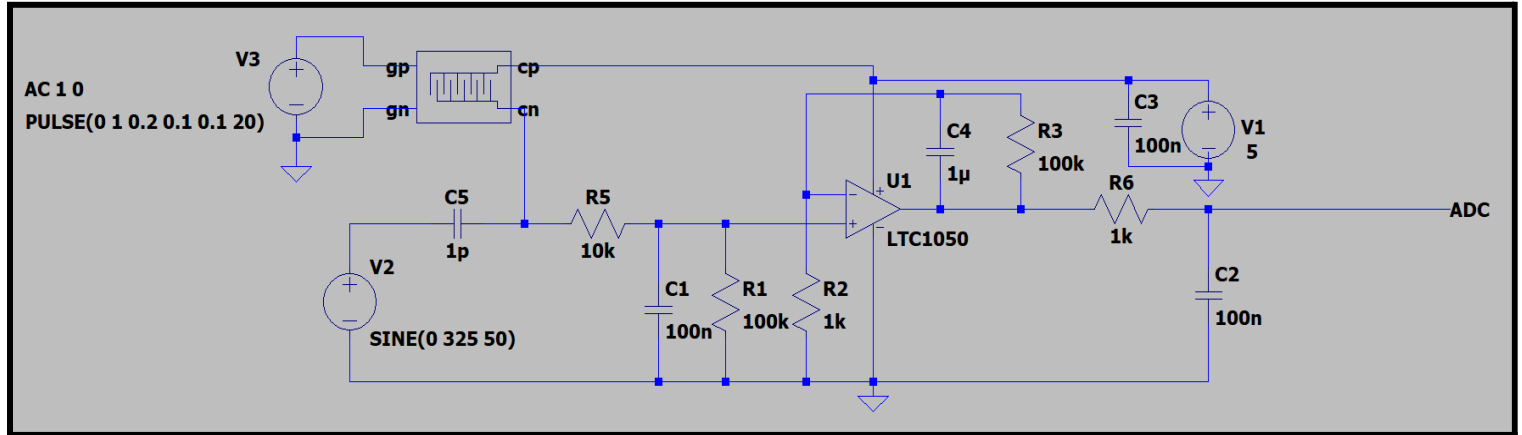 V3
AC 1 0
PULSE(0 1 0.2 0.1 0.1 20)
gp
cp
gn
cn
C4
1µ
R3
100k
C3
100n
V1
5
U1
LTC1050
R6
1k
ADC
C5
1p
R5
10k
V2
SINE(0 325 50)
C1
100n
R1
100k
R2
1k
C2
100n